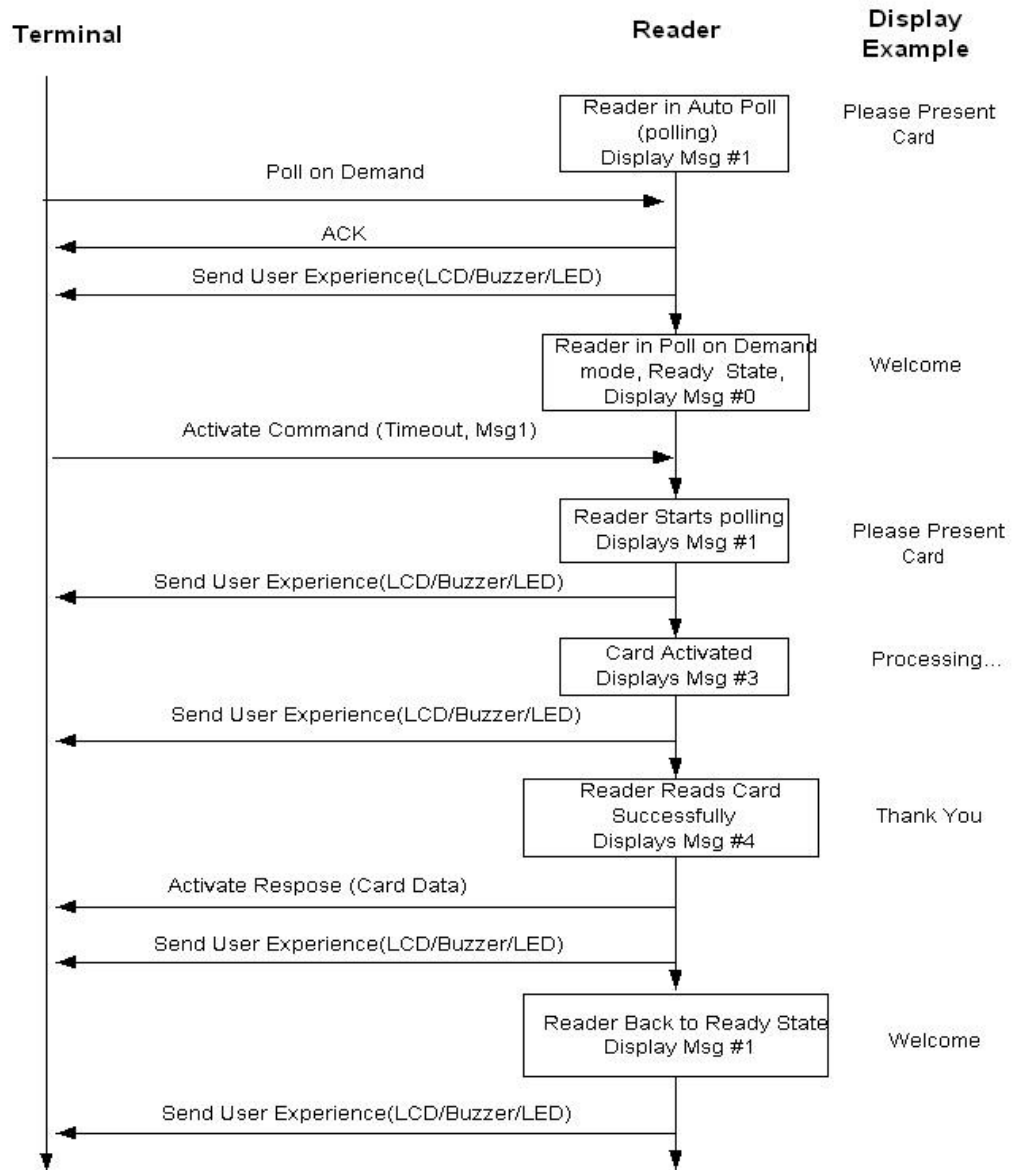 Terminal
Reader
Display
Example
Reader in Auto Poll
(polling)
Display Msg #1
Please Present
Card
Poll on Demand
ACK
Send User Experience(LCD/Buzzer/LED)
Reader in Poll on Demand
mode, Ready State,
Display Msg #0
Welcome
Activate Command (Timeout, Msg1)
Reader Starts polling
Displays Msg #1
Please Present
Card
Send User Experience(LCD/Buzzer/LED)
Card Activated
Displays Msg #3
Processing...
Send User Experience(LCD/Buzzer/LED)
Reader Reads Card
Successfully
Displays Msg #4
Thank You
Activate Respose (Card Data)
Send User Experience(LCD/Buzzer/LED)
Reader Back to Ready State
Display Msg #1
Welcome
Send User Experience(LCD/Buzzer/LED)